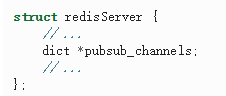 struct redisServer {
    // ...
    dict *pubsub_channels;
    // ...
};